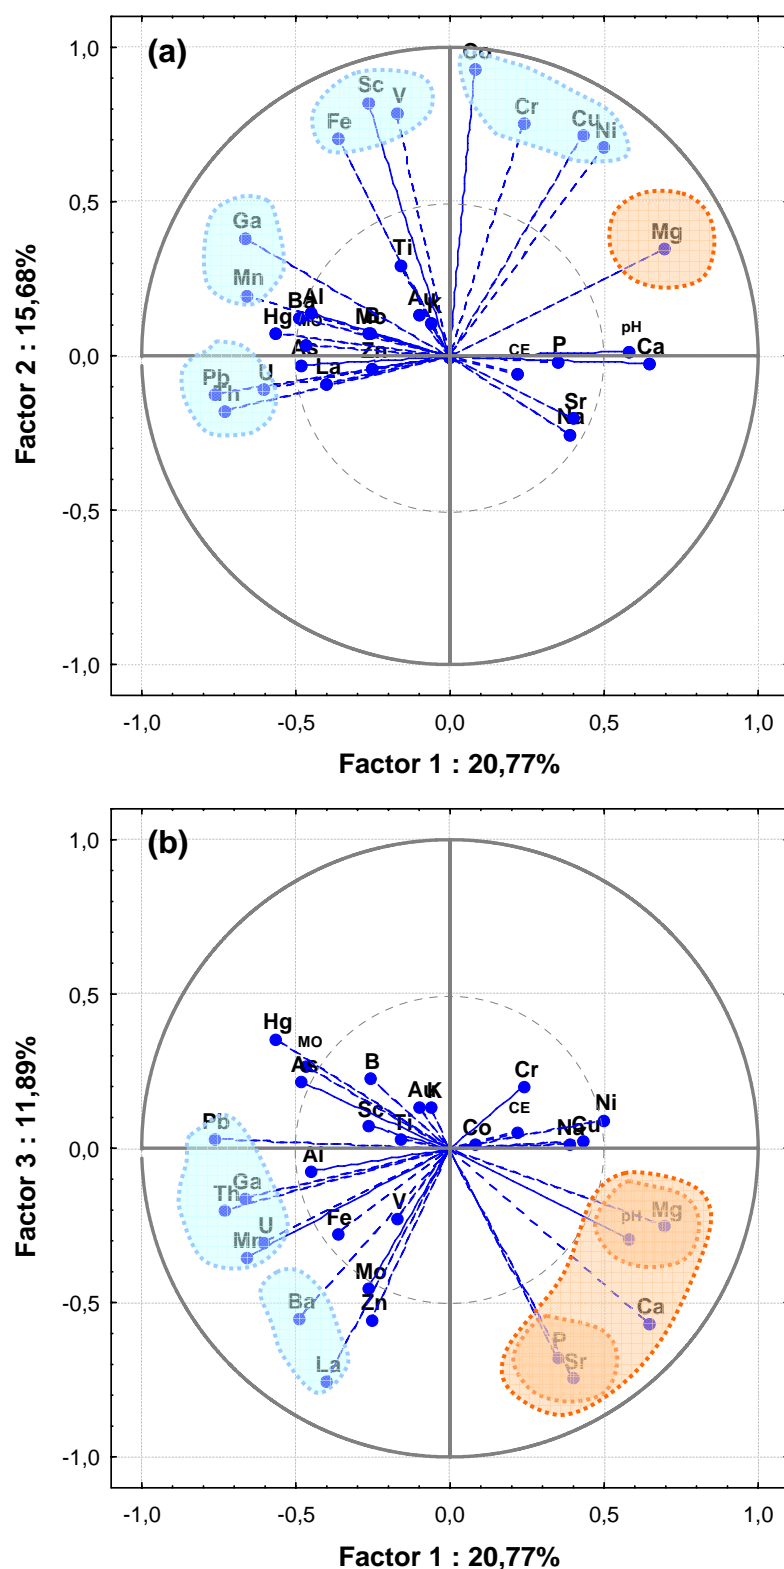 (a)
1,0
Co
Sc
V
Fe
Cr
Cu
Ni
0,5
Ga
Mg
Ti
Mn
Ba
Al
Au
K
Hg
MO
Mo
B
pH
As
Zn
CE
P
Ca
0,0
Pb
U
La
Th
Sr
Na
-0,5
-1,0
Factor 2 : 15,68%
-1,0 -0,5 0,0 0,5 1,0
Factor 1 : 20,77%
(b)
1,0
0,5
Hg
MO
As
B
Cr
Au
K
CE
Ni
Pb
Sc
Ti
Co
Na
Cu
0,0
Al
Ga
Th
pH
Mg
U
Mn
Fe
V
Mo
-0,5
Ba
Zn
Ca
P
La
Sr
-1,0
Factor 3 : 11,89%
-1,0 -0,5 0,0 0,5 1,0
Factor 1 : 20,77%